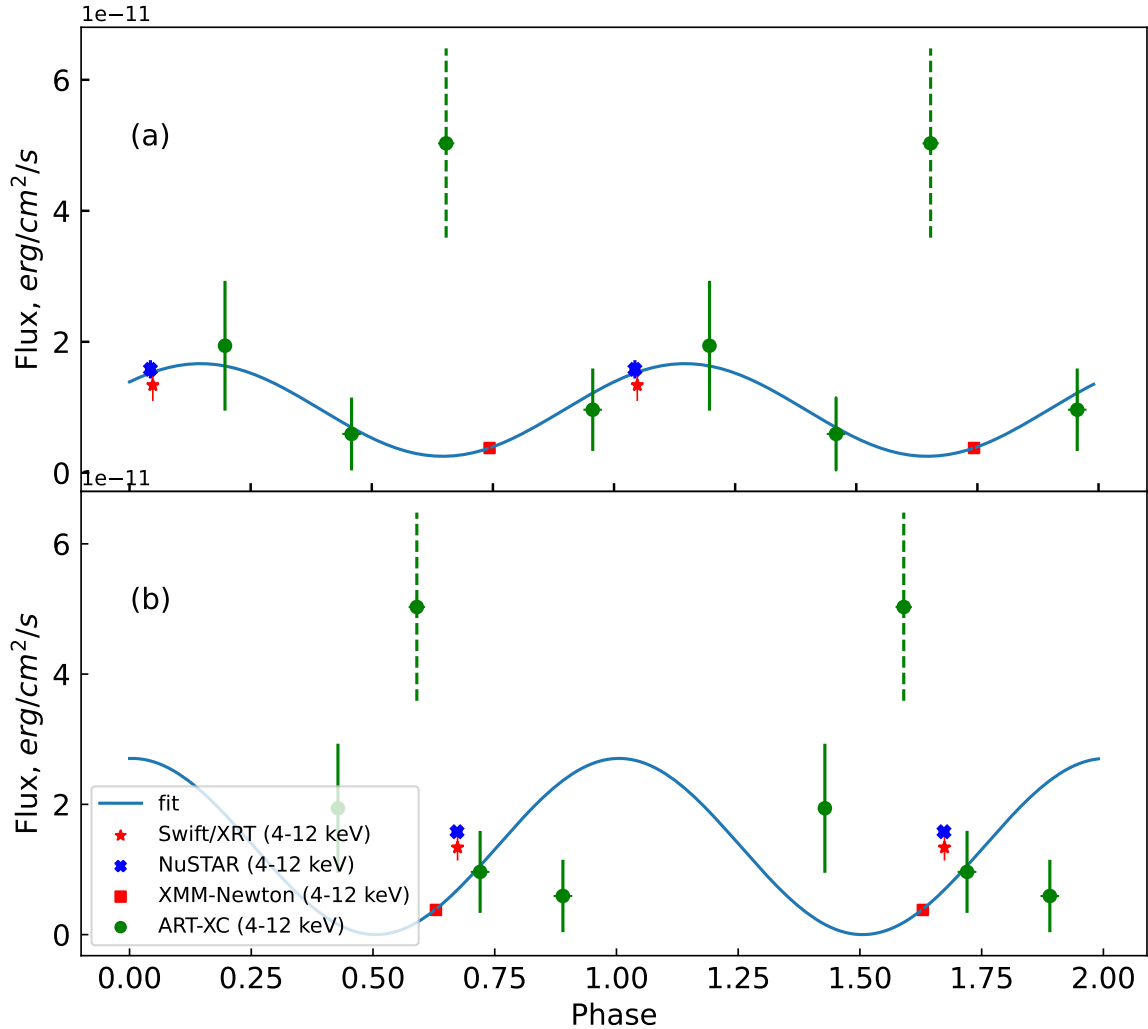 1e−11
6
(a)
4
Flux, erg/cm²/s
2
0
1e−11
6
(b)
4
Flux, erg/cm²/s
2
0
fit
Swift/XRT (4-12 keV)
NuSTAR (4-12 keV)
XMM-Newton (4-12 keV)
ART-XC (4-12 keV)
0.00 0.25 0.50 0.75 1.00 1.25 1.50 1.75 2.00
Phase